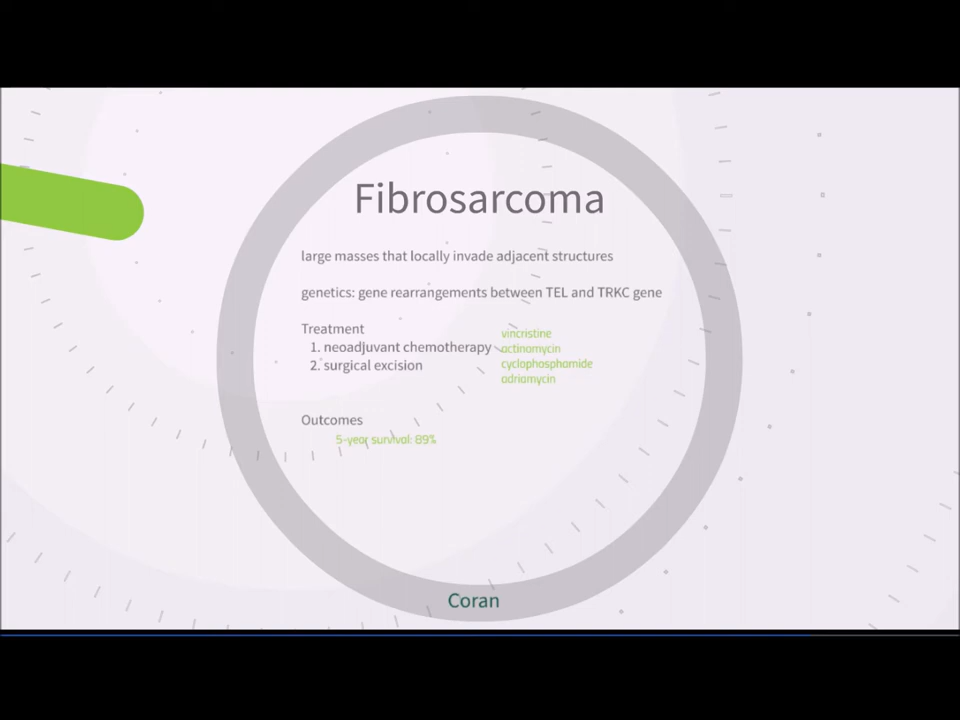 Fibrosarcoma
large masses that locally invade adjacent structures
genetics: gene rearrangements between TEL and TRKC gene
Treatment
1. neoadjuvant chemotherapy
2. surgical excision
vincristine
actinomycin
cyclophosphamide
adriamycin
Outcomes
5-year survival: 89%
Coran